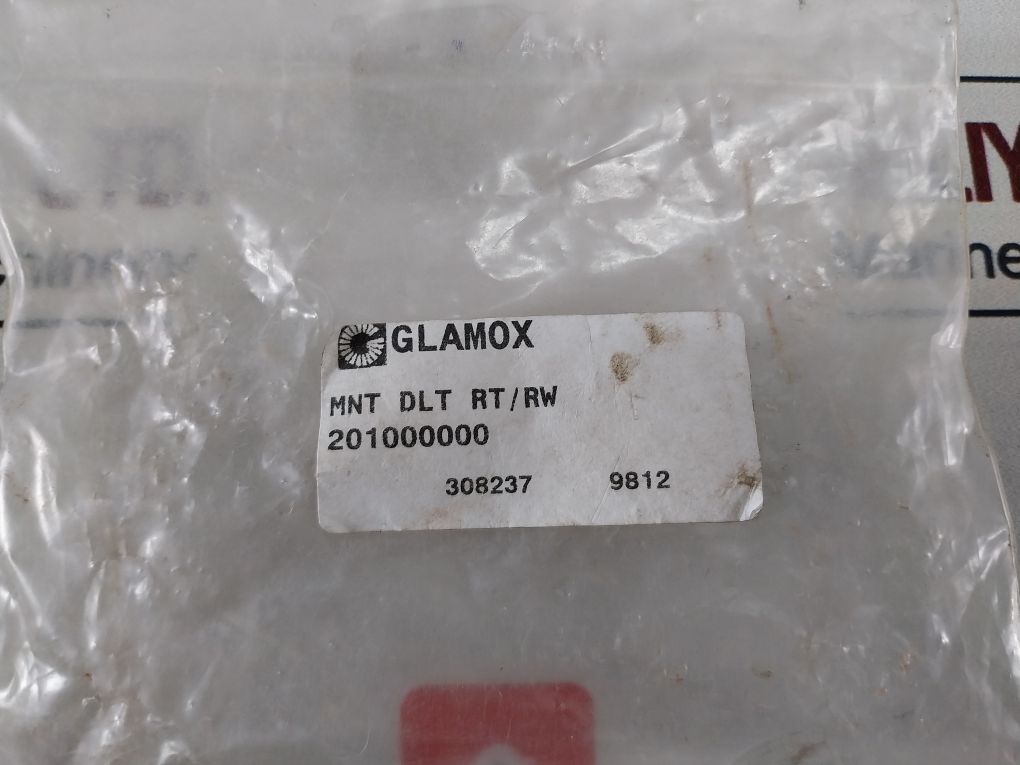 GLAMOX
MNT DLT RT/RW
201000000
308237 9812